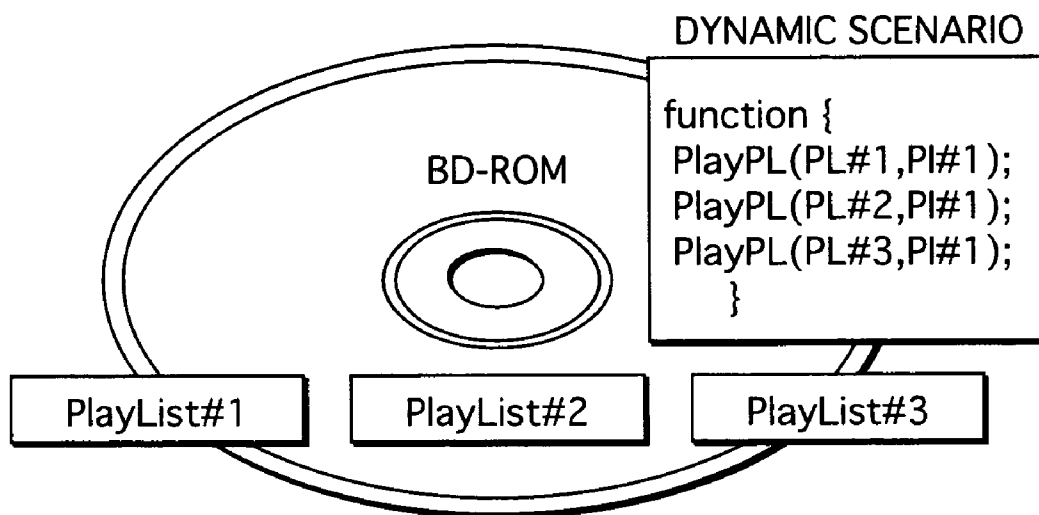 DYNAMIC SCENARIO
function {
PlayPL(PL#1,PI#1);
PlayPL(PL#2,PI#1);
PlayPL(PL#3,PI#1);
}
BD-ROM
PlayList#1
PlayList#2
PlayList#3